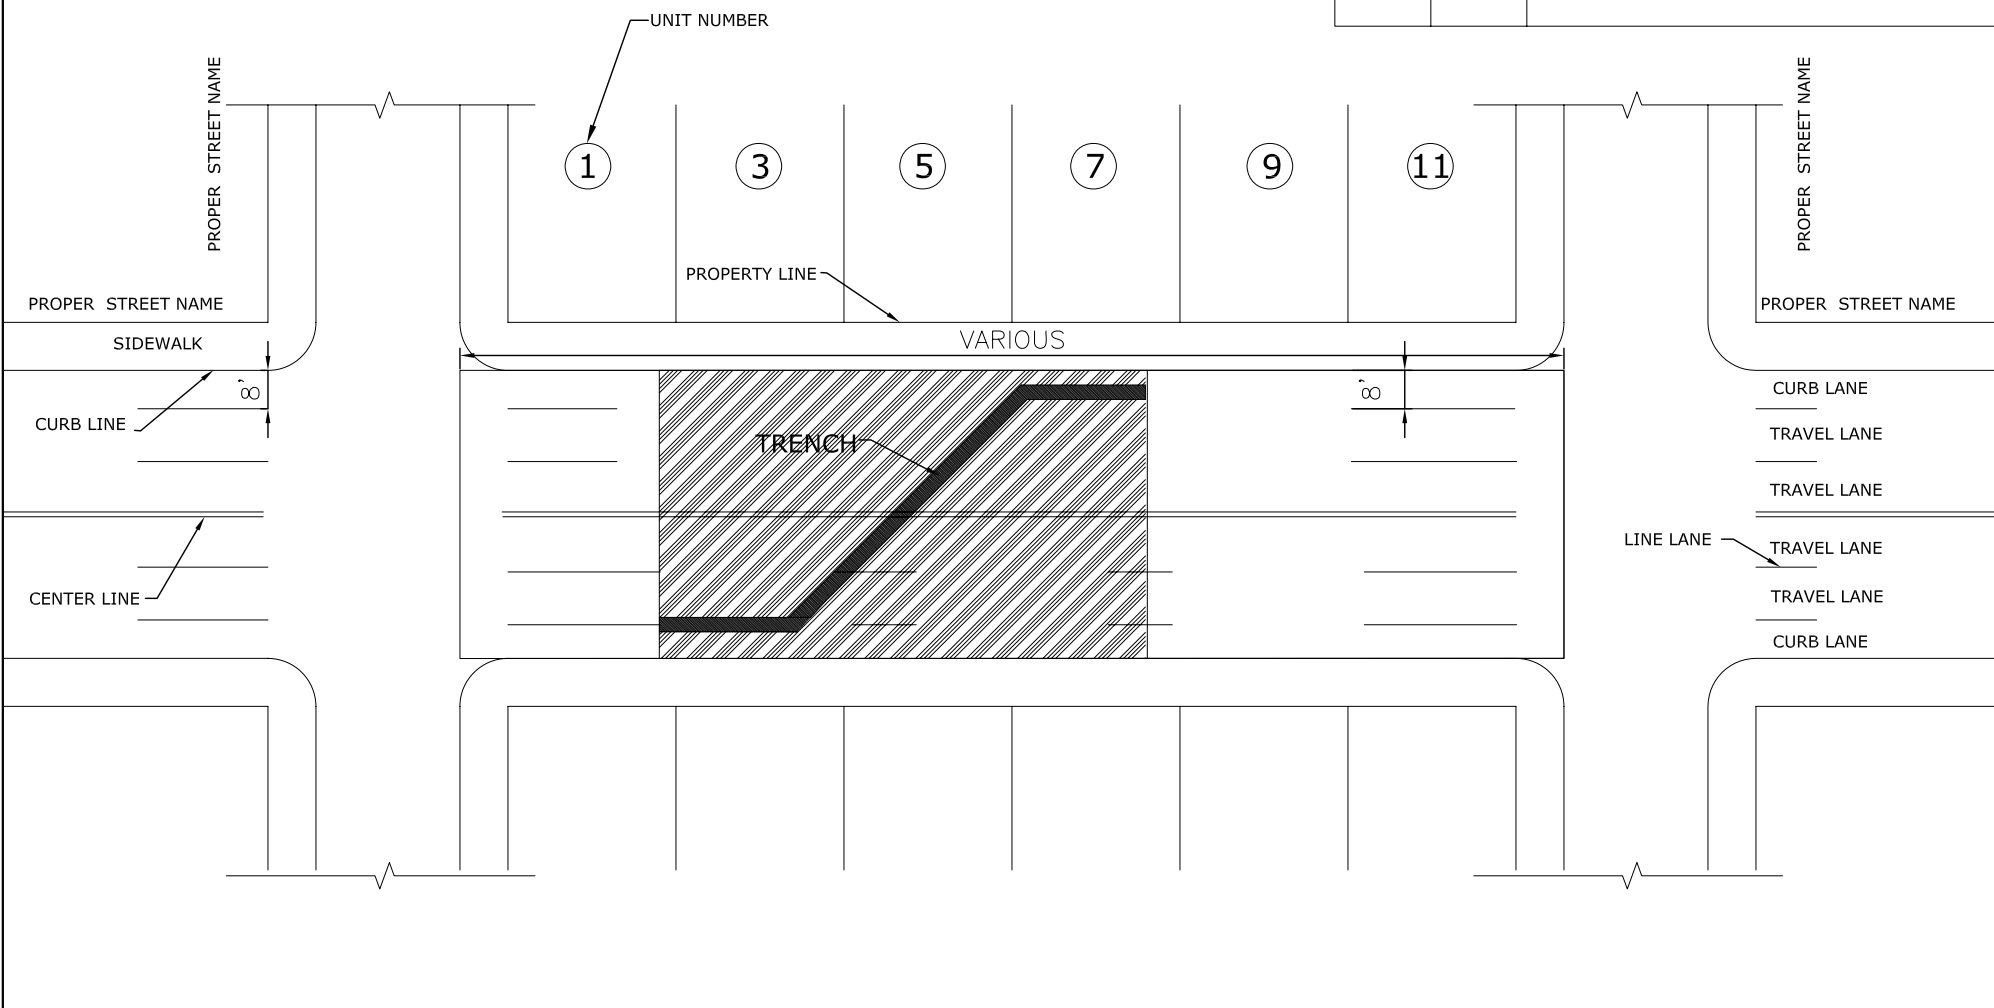 UNIT NUMBER
PROPER STREET NAME
PROPER STREET NAME
1
3
5
7
9
11
PROPERTY LINE
PROPER STREET NAME
PROPER STREET NAME
SIDEWALK
VARIOUS
8'
8'
CURB LANE
CURB LINE
TRAVEL LANE
TRENCH
TRAVEL LANE
LINE LANE
TRAVEL LANE
CENTER LINE
TRAVEL LANE
CURB LANE